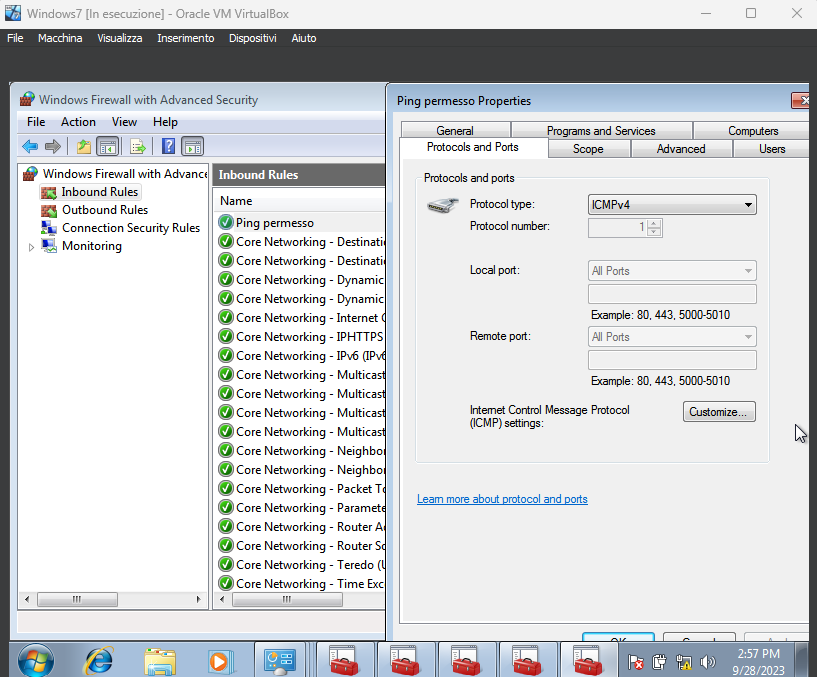 Windows7 [In esecuzione] - Oracle VM VirtualBox
File Macchina Visualizza Inserimento Dispositivi Aiuto
Windows Firewall with Advanced Security
File Action View Help
Windows Firewall with Advance
Inbound Rules
Outbound Rules
Connection Security Rules
Monitoring
Inbound Rules
Name
Ping permesso
Core Networking - Destinatio
Core Networking - Destinatio
Core Networking - Dynamic
Core Networking - Dynamic
Core Networking - Internet G
Core Networking - IPHTTPS
Core Networking - IPv6 (IPv6
Core Networking - Multicast
Core Networking - Multicast
Core Networking - Multicast
Core Networking - Multicast
Core Networking - Neighbor
Core Networking - Neighbor
Core Networking - Packet To
Core Networking - Paramete
Core Networking - Router Ad
Core Networking - Router So
Core Networking - Teredo (U
Core Networking - Time Exc
Ping permesso Properties
General Programs and Services Computers
Protocols and Ports Scope Advanced Users
Protocols and ports
Protocol type: ICMPv4
Protocol number: 1
Local port: All Ports
Example: 80, 443, 5000-5010
Remote port: All Ports
Example: 80, 443, 5000-5010
Internet Control Message Protocol
(ICMP) settings: Customize...
Learn more about protocol and ports
2:57 PM
9/28/2023